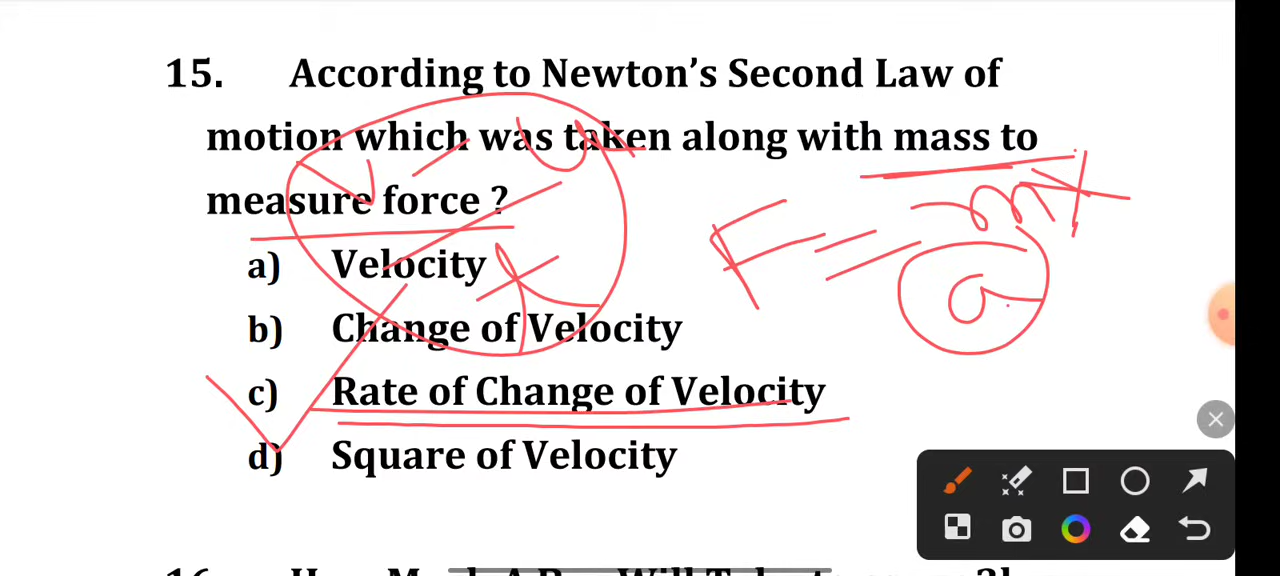 15. According to Newton’s Second Law of
motion which was taken along with mass to
measure force ?
a) Velocity
b) Change of Velocity
c) Rate of Change of Velocity
d) Square of Velocity
v - u
t
F = m x
a